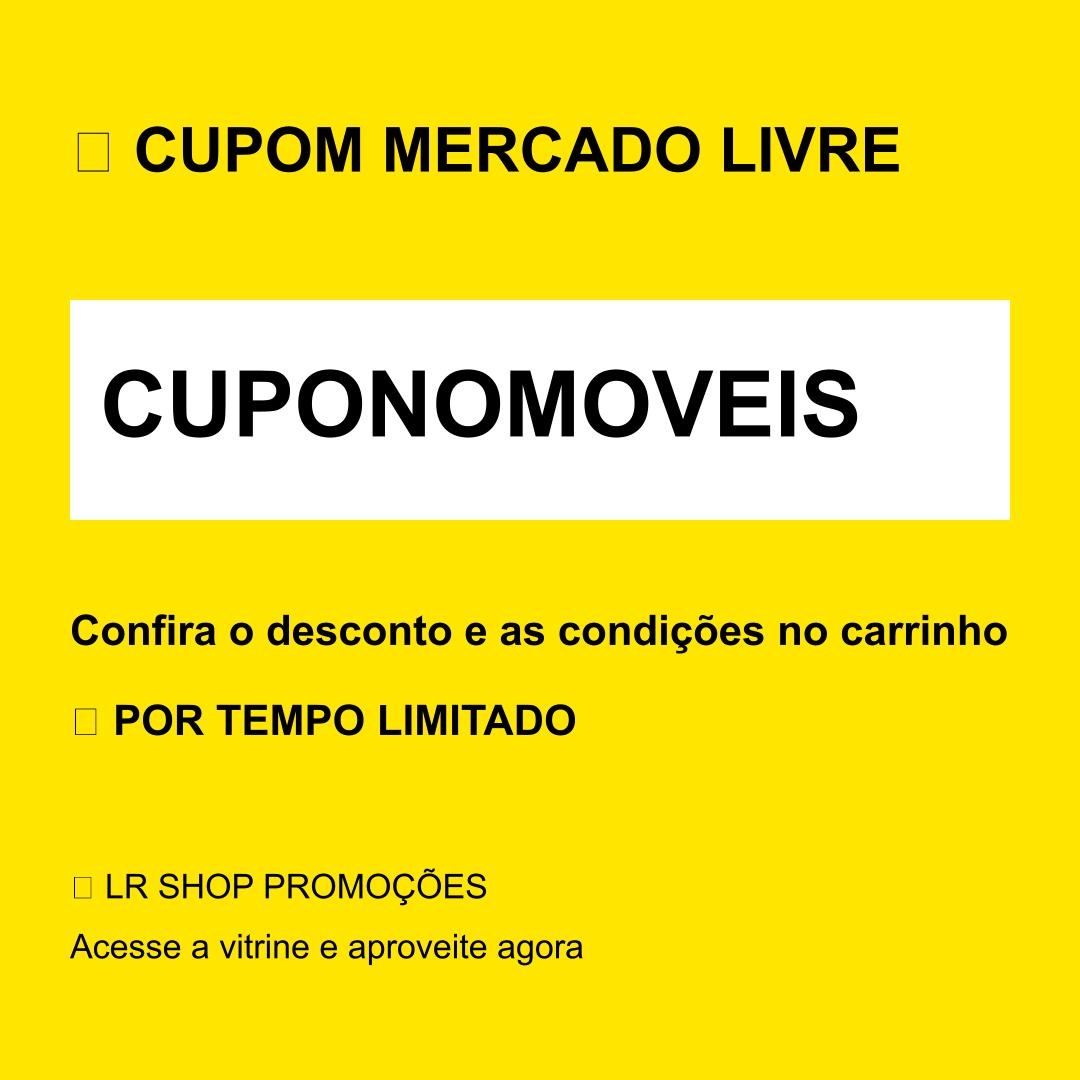 □ CUPOM MERCADO LIVRE
CUPONOMOVEIS
Confira o desconto e as condições no carrinho
□ POR TEMPO LIMITADO
□ LR SHOP PROMOÇÕES
Acesse a vitrine e aproveite agora